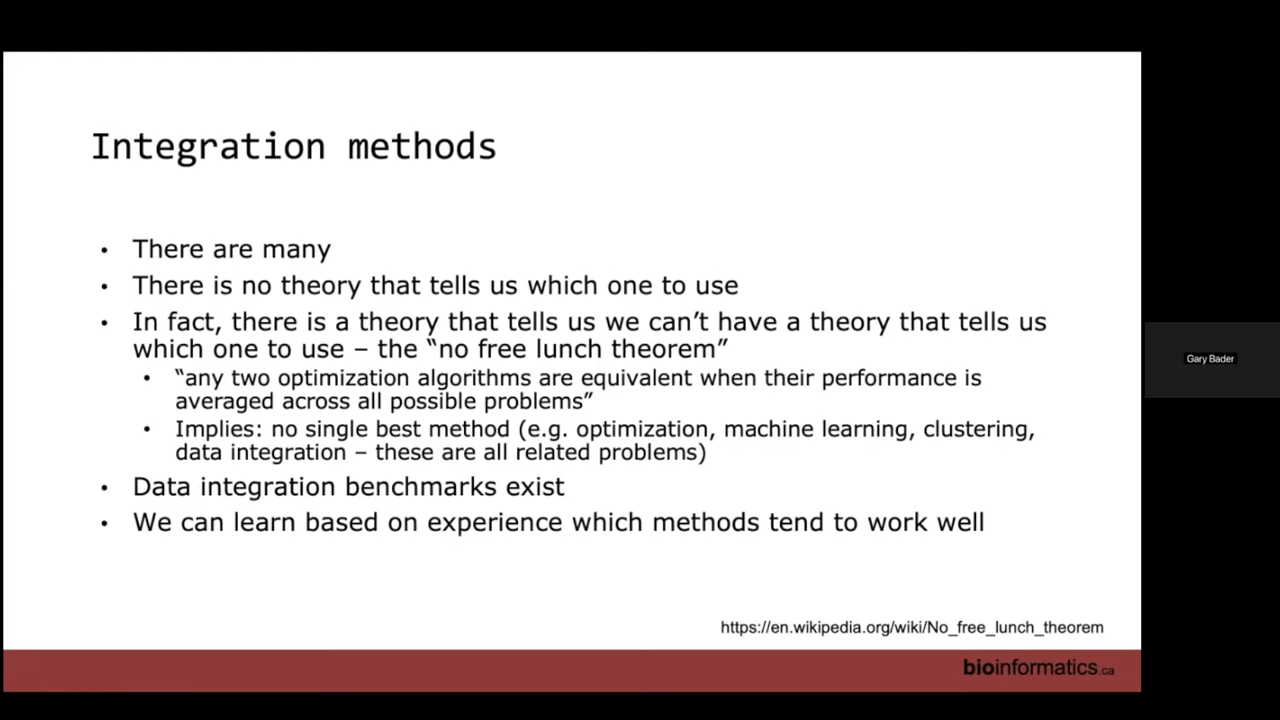 Integration methods
• There are many
• There is no theory that tells us which one to use
• In fact, there is a theory that tells us we can’t have a theory that tells us
which one to use – the “no free lunch theorem”
• “any two optimization algorithms are equivalent when their performance is
averaged across all possible problems”
• Implies: no single best method (e.g. optimization, machine learning, clustering,
data integration – these are all related problems)
• Data integration benchmarks exist
• We can learn based on experience which methods tend to work well
https://en.wikipedia.org/wiki/No_free_lunch_theorem
bioinformatics.ca
Gary Bader